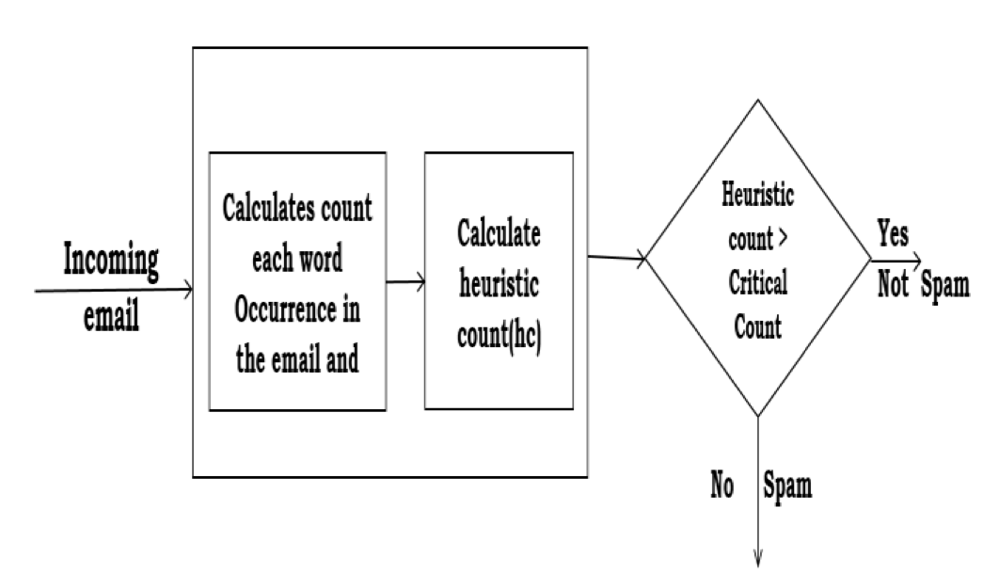 Incoming
email
Calculates count
each word
Occurrence in
the email and
Calculate
heuristic
count(hc)
Heuristic
count >
Critical
Count
Yes
Not Spam
No Spam